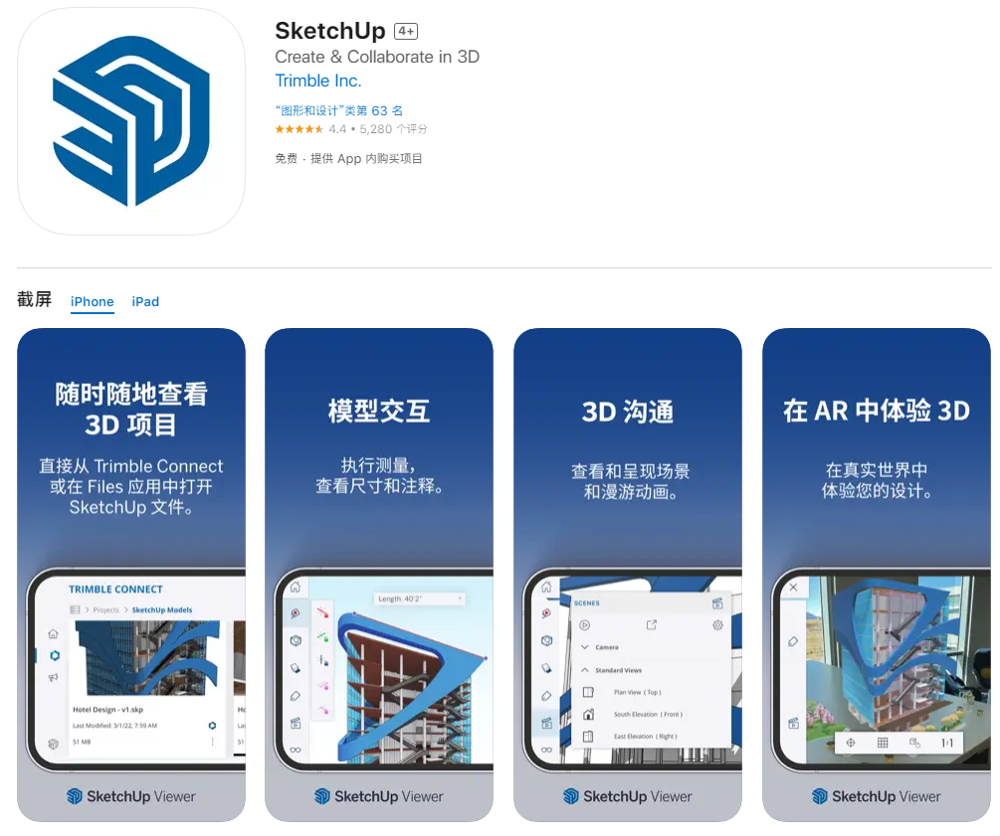 SketchUp 4+
Create & Collaborate in 3D
Trimble Inc.
“图形和设计”类第 63 名
4.4 • 5,280 个评分
免费 · 提供 App 内购买项目
截屏 iPhone iPad
随时随地查看
3D 项目
直接从 Trimble Connect
或在 Files 应用中打开
SketchUp 文件。
TRIMBLE CONNECT
Projects > SketchUp Models
Hotel Design - v1.skp
Last Modified: 3/1/22, 7:59 AM
51 MB
Ho
Las
51
SketchUp Viewer
模型交互
执行测量，
查看尺寸和注释。
Length: 40'2"
SketchUp Viewer
3D 沟通
查看和呈现场景
和漫游动画。
SCENES
Camera
Standard Views
Plan View ( Top )
South Elevation ( Front )
East Elevation ( Right )
SketchUp Viewer
在 AR 中体验 3D
在真实世界中
体验您的设计。
1:1
SketchUp Viewer